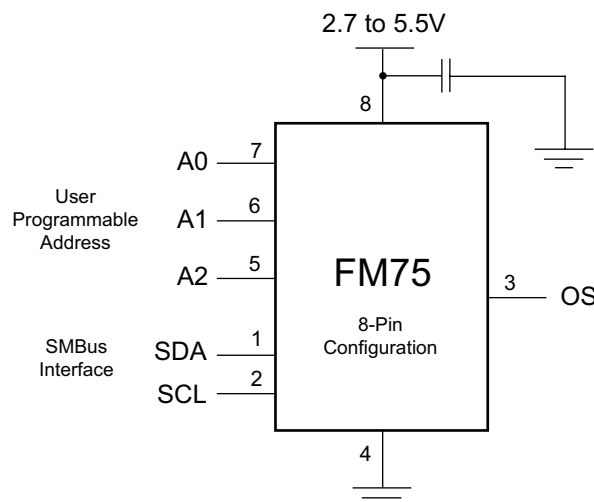 2.7 to 5.5V
8
A0
7
User
Programmable
Address
A1
6
A2
5
FM75
3
OS
8-Pin
Configuration
SMBus
Interface
SDA
1
SCL
2
4